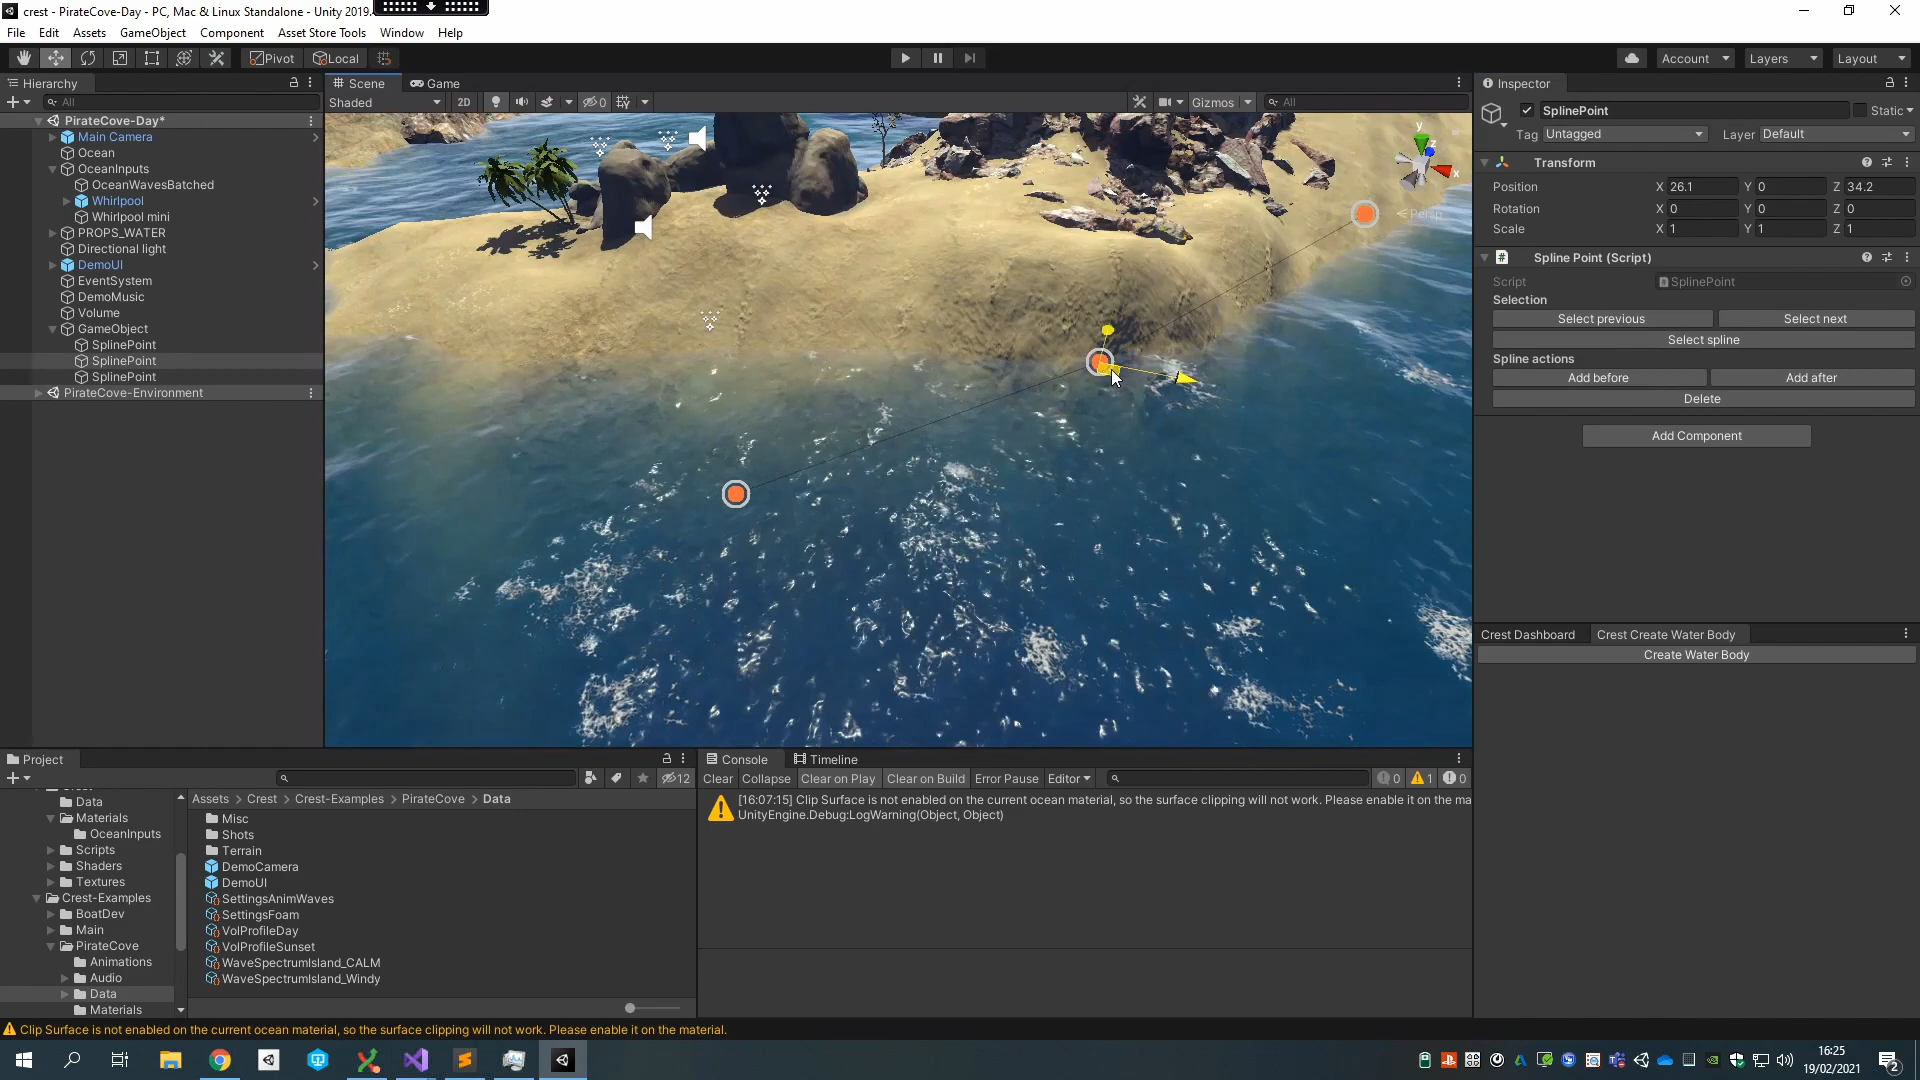 crest - PirateCove-Day - PC, Mac & Linux Standalone - Unity 2019.
File Edit Assets GameObject Component Asset Store Tools Window Help
Pivot Local
Account Layers Layout
Hierarchy
All
PirateCove-Day*
Main Camera
Ocean
OceanInputs
OceanWavesBatched
Whirlpool
Whirlpool mini
PROPS_WATER
Directional light
DemoUI
EventSystem
DemoMusic
Volume
GameObject
SplinePoint
SplinePoint
SplinePoint
PirateCove-Environment
Scene Game
Shaded 2D 0 Gizmos All
y
z
x
Persp
Inspector
SplinePoint Static
Tag Untagged Layer Default
Transform
Position X 26.1 Y 0 Z 34.2
Rotation X 0 Y 0 Z 0
Scale X 1 Y 1 Z 1
Spline Point (Script)
Script SplinePoint
Selection
Select previous Select next
Select spline
Spline actions
Add before Add after
Delete
Add Component
Crest Dashboard Crest Create Water Body
Create Water Body
Project
12
Data
Materials
OceanInputs
Scripts
Shaders
Textures
Crest-Examples
BoatDev
Main
PirateCove
Animations
Audio
Data
Materials
Assets > Crest > Crest-Examples > PirateCove > Data
Misc
Shots
Terrain
DemoCamera
DemoUI
SettingsAnimWaves
SettingsFoam
VolProfileDay
VolProfileSunset
WaveSpectrumIsland_CALM
WaveSpectrumIsland_Windy
Console Timeline
Clear Collapse Clear on Play Clear on Build Error Pause Editor 0 1 0
[16:07:15] Clip Surface is not enabled on the current ocean material, so the surface clipping will not work. Please enable it on the ma
UnityEngine.Debug:LogWarning(Object, Object)
Clip Surface is not enabled on the current ocean material, so the surface clipping will not work. Please enable it on the material.
16:25
19/02/2021
2